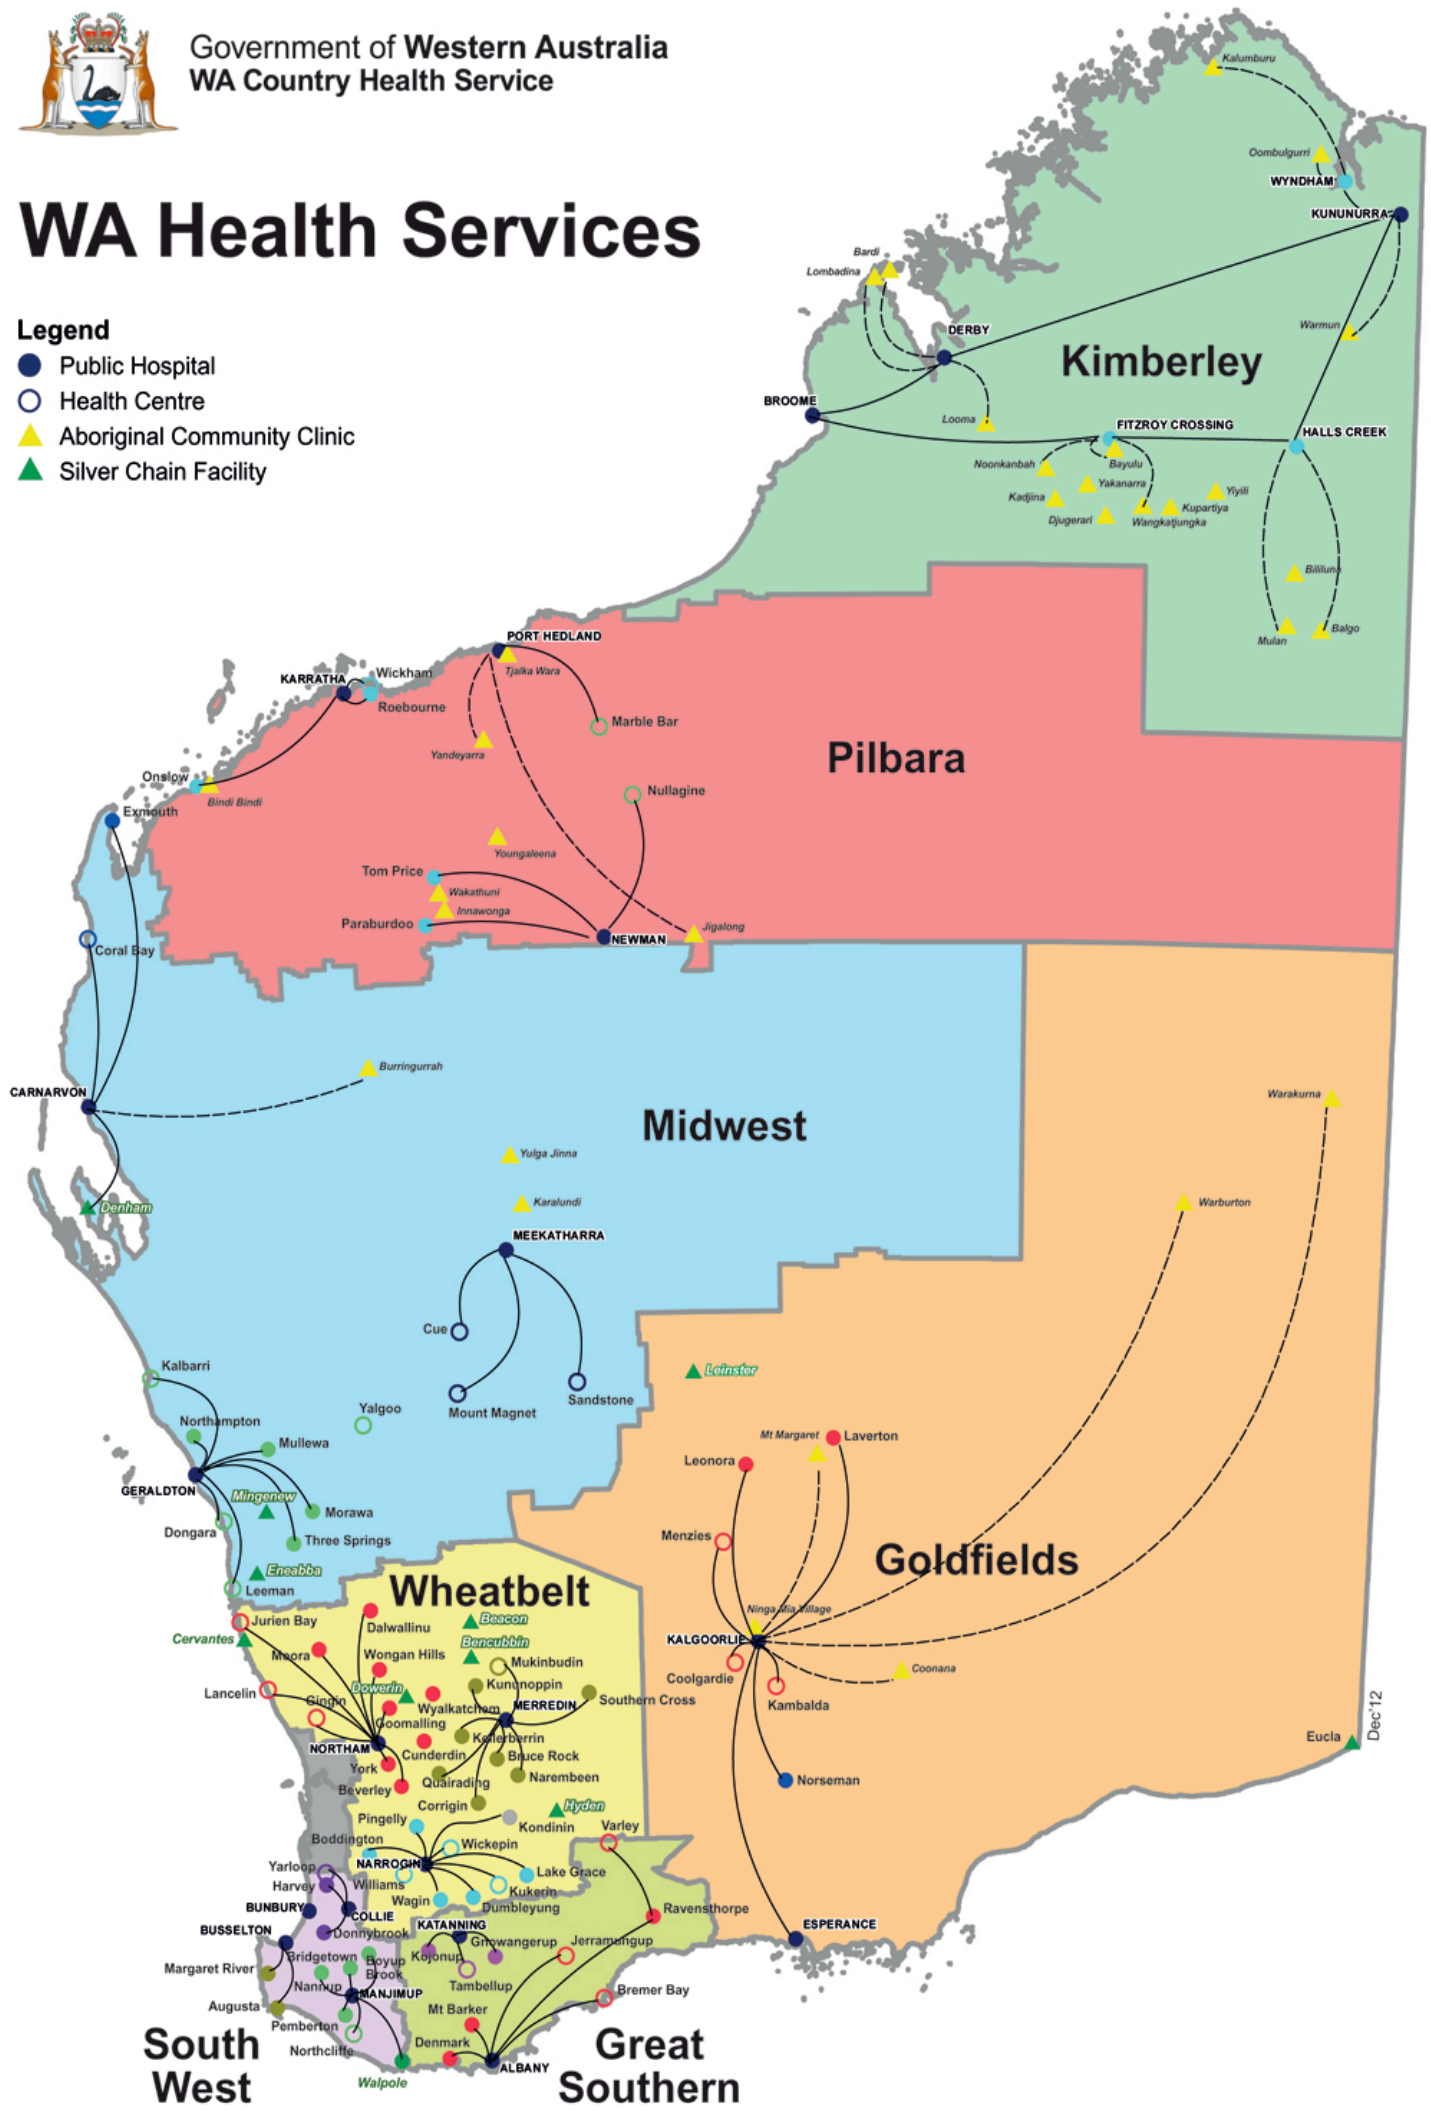 Government of Western Australia
WA Country Health Service
WA Health Services
Legend
Public Hospital
Health Centre
Aboriginal Community Clinic
Silver Chain Facility
Kalumburu
Oombulgurri
WYNDHAM
KUNUNURRA
Bardi
Lombadina
DERBY
Warmun
Kimberley
BROOME
Looma
FITZROY CROSSING
HALLS CREEK
Noonkanbah
Bayulu
Yakanarra
Yiyili
Kadjina
Kupartiya
Djugerari
Wangkatjungka
Bililuna
Mulan
Balgo
PORT HEDLAND
Tjalka Wara
KARRATHA
Wickham
Roebourne
Marble Bar
Yandeyarra
Pilbara
Onslow
Bindi Bindi
Nullagine
Exmouth
Youngaleena
Tom Price
Wakathuni
Innawonga
Paraburdoo
NEWMAN
Jigalong
Coral Bay
Burringurrah
CARNARVON
Warakurna
Midwest
Yulga Jinna
Karalundi
Warburton
Denham
MEEKATHARRA
Cue
Kalbarri
Leinster
Sandstone
Mount Magnet
Yalgoo
Northampton
Mullewa
Mt Margaret
Laverton
Leonora
GERALDTON
Mingenew
Morawa
Dongara
Three Springs
Menzies
Goldfields
Eneabba
Leeman
Wheatbelt
Ninga Mia Village
Jurien Bay
Dalwallinu
Beacon
Cervantes
Bencubbin
KALGOORLIE
Moora
Wongan Hills
Mukinbudin
Coolgardie
Coonana
Lancelin
Dowerin
Kununoppin
Gingin
Wyalkatchem
Southern Cross
Kambalda
MERREDIN
Goomalling
Kellerberrin
NORTHAM
Cunderdin
Bruce Rock
Eucla
Dec'12
York
Quairading
Narembeen
Beverley
Norseman
Corrigin
Hyden
Pingelly
Kondinin
Varley
Boddington
Wickepin
NARROGIN
Yarloop
Lake Grace
Harvey
Williams
Kukerin
Wagin
Dumbleyung
BUNBURY
COLLIE
Ravensthorpe
KATANNING
BUSSELTON
Donnybrook
Gnowangerup
Jerramungup
ESPERANCE
Bridgetown
Boyup
Brook
Kojonup
Margaret River
Nannup
Tambellup
MANJIMUP
Bremer Bay
Augusta
Mt Barker
Pemberton
Denmark
Northcliffe
ALBANY
Walpole
South
West
Great
Southern